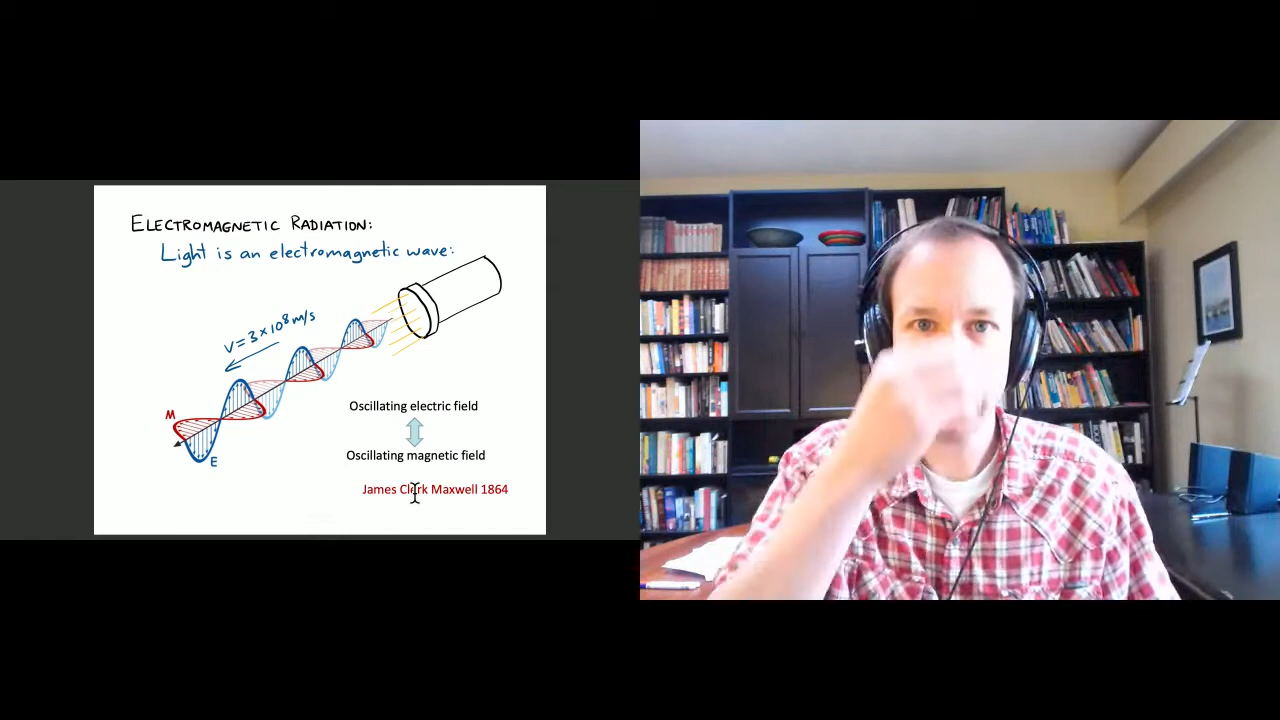 ELECTROMAGNETIC RADIATION:
Light is an electromagnetic wave:
v = 3 × 10⁸ m/s
M
E
Oscillating electric field
Oscillating magnetic field
James Clerk Maxwell 1864